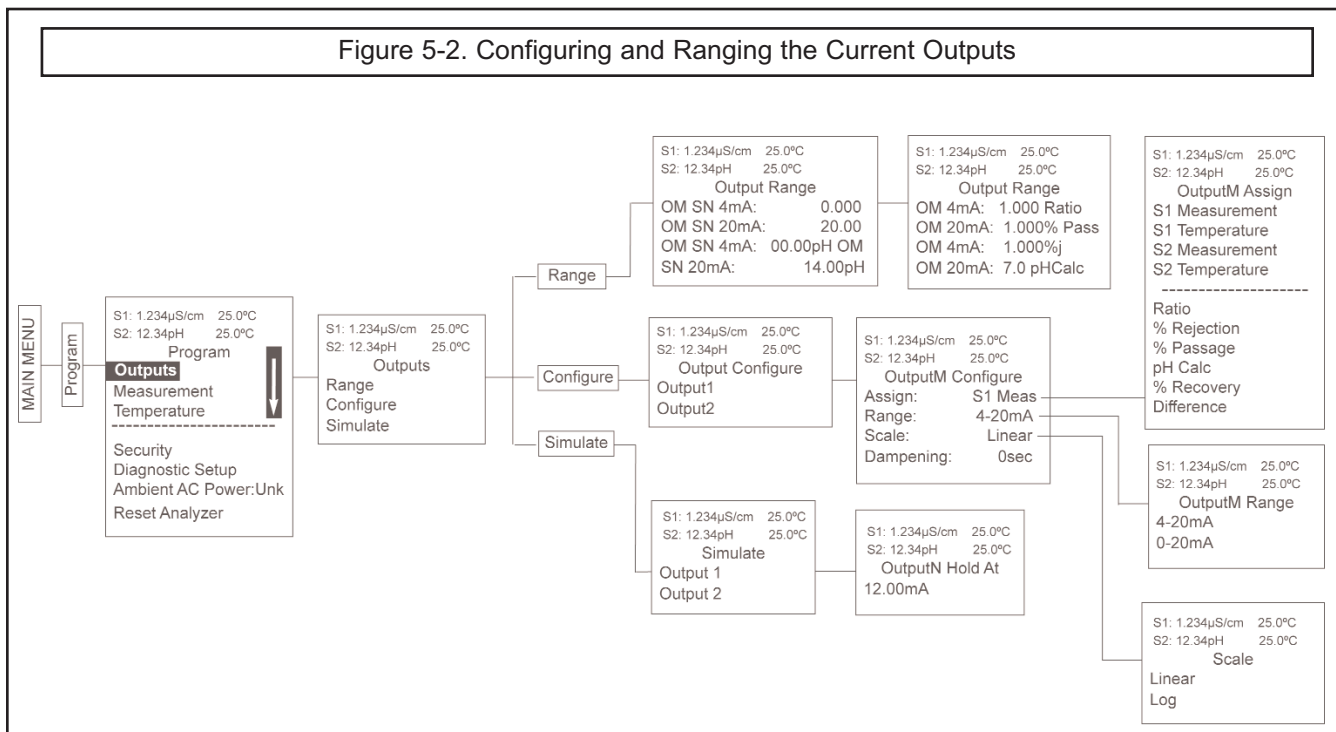 Figure 5-2. Configuring and Ranging the Current Outputs
MAIN MENU
Program
S1: 1.234µS/cm 25.0ºC
S2: 12.34pH 25.0ºC
Program
Outputs
Measurement
Temperature
Security
Diagnostic Setup
Ambient AC Power:Unk
Reset Analyzer
S1: 1.234µS/cm 25.0ºC
S2: 12.34pH 25.0ºC
Outputs
Range
Configure
Simulate
Range
S1: 1.234µS/cm 25.0ºC
S2: 12.34pH 25.0ºC
Output Range
OM SN 4mA: 0.000
OM SN 20mA: 20.00
OM SN 4mA: 00.00pH OM
SN 20mA: 14.00pH
S1: 1.234µS/cm 25.0ºC
S2: 12.34pH 25.0ºC
Output Range
OM 4mA: 1.000 Ratio
OM 20mA: 1.000% Pass
OM 4mA: 1.000%j
OM 20mA: 7.0 pHCalc
Configure
S1: 1.234µS/cm 25.0ºC
S2: 12.34pH 25.0ºC
Output Configure
Output1
Output2
S1: 1.234µS/cm 25.0ºC
S2: 12.34pH 25.0ºC
OutputM Configure
Assign: S1 Meas
Range: 4-20mA
Scale: Linear
Dampening: 0sec
S1: 1.234µS/cm 25.0ºC
S2: 12.34pH 25.0ºC
OutputM Assign
S1 Measurement
S1 Temperature
S2 Measurement
S2 Temperature
Ratio
% Rejection
% Passage
pH Calc
% Recovery
Difference
S1: 1.234µS/cm 25.0ºC
S2: 12.34pH 25.0ºC
OutputM Range
4-20mA
0-20mA
S1: 1.234µS/cm 25.0ºC
S2: 12.34pH 25.0ºC
Scale
Linear
Log
Simulate
S1: 1.234µS/cm 25.0ºC
S2: 12.34pH 25.0ºC
Simulate
Output 1
Output 2
S1: 1.234µS/cm 25.0ºC
S2: 12.34pH 25.0ºC
OutputN Hold At
12.00mA